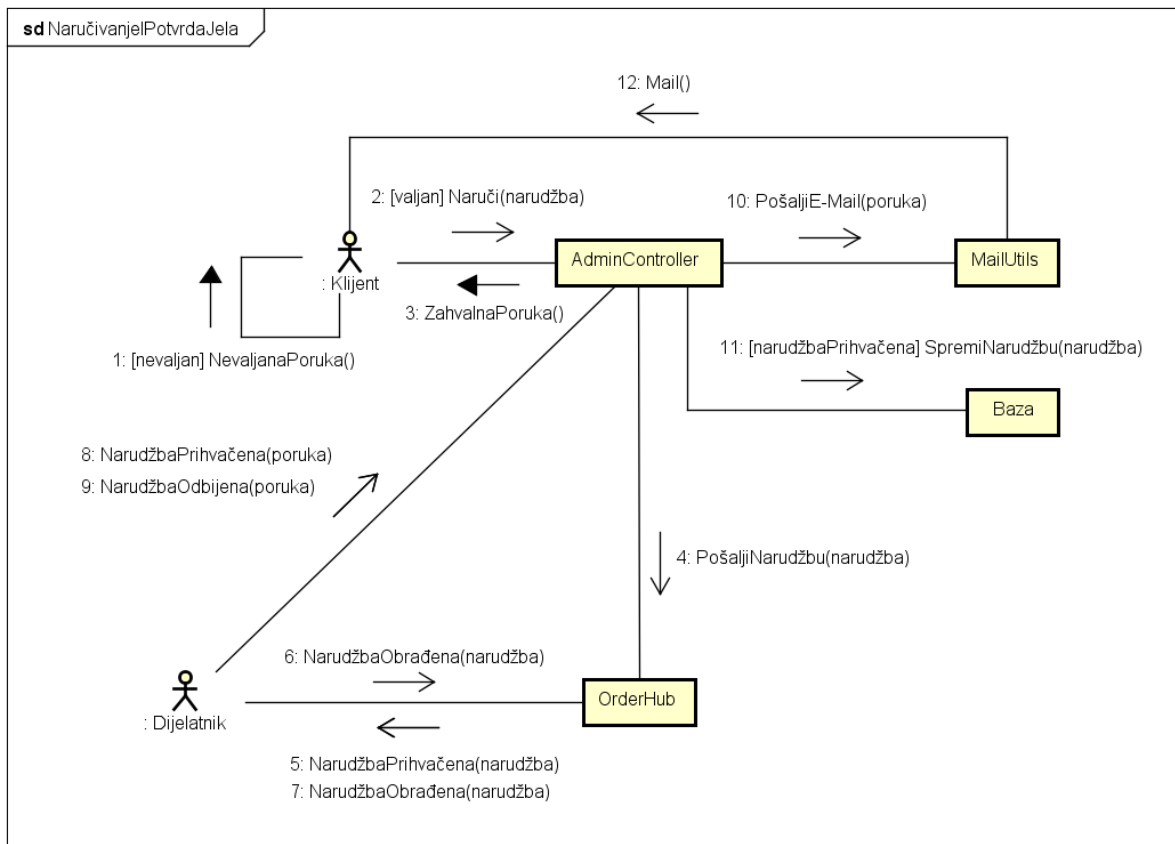 sd NaručivanjeIPotvrdaJela
12: Mail()
2: [valjan] Naruči(narudžba)
10: PošaljiE-Mail(poruka)
AdminController
MailUtils
: Klijent
3: ZahvalnaPoruka()
1: [nevaljan] NevaljanaPoruka()
11: [narudžbaPrihvačena] SpremiNarudžbu(narudžba)
Baza
8: NarudžbaPrihvačena(poruka)
9: NarudžbaOdbijena(poruka)
4: PošaljiNarudžbu(narudžba)
6: NarudžbaObrađena(narudžba)
OrderHub
: Dijelatnik
5: NarudžbaPrihvačena(narudžba)
7: NarudžbaObrađena(narudžba)